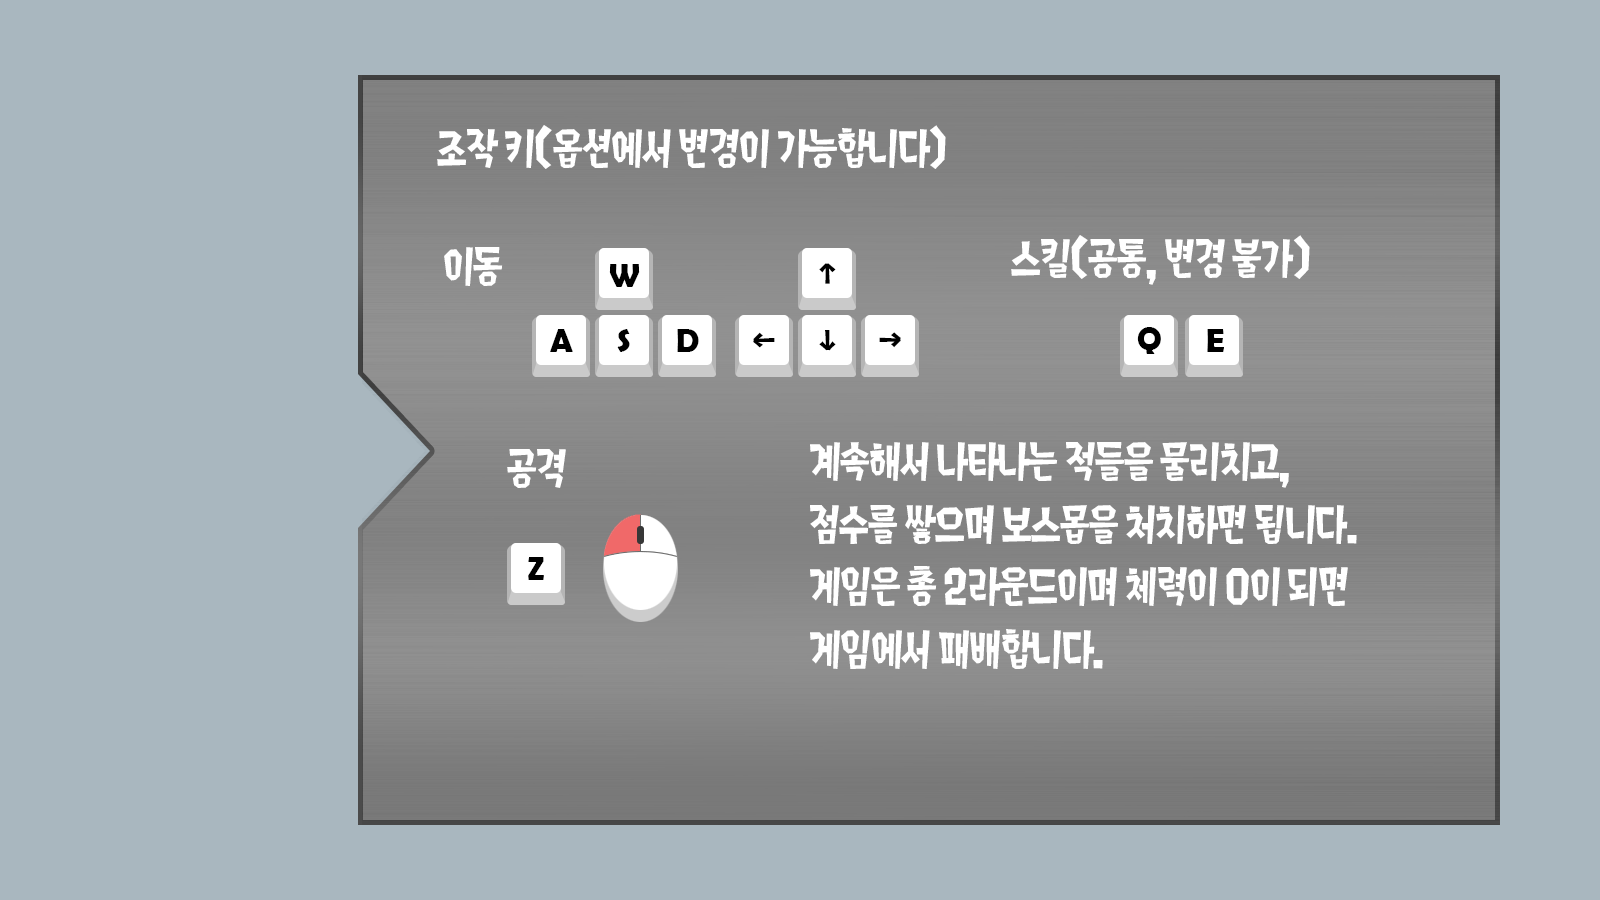 조작 키(옵션에서 변경이 가능합니다)
이동
W
A S D
↑
← ↓ →
스킬(공통, 변경 불가)
Q E
공격
Z
계속해서 나타나는 적들을 물리치고,
점수를 쌓으며 보스몹을 처치하면 됩니다.
게임은 총 2라운드이며 체력이 0이 되면
게임에서 패배합니다.